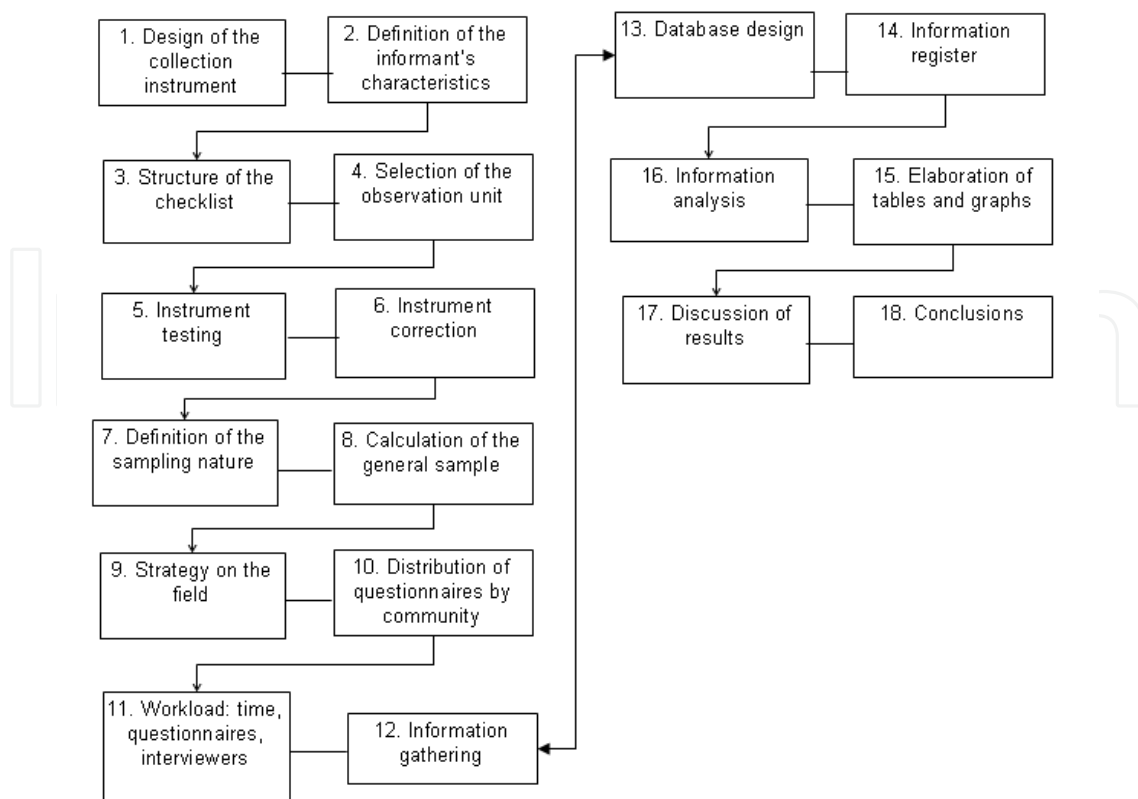 1. Design of the
collection
instrument
2. Definition of the
informant's
characteristics
3. Structure of the
checklist
4. Selection of the
observation unit
5. Instrument
testing
6. Instrument
correction
7. Definition of the
sampling nature
8. Calculation of the
general sample
9. Strategy on the
field
10. Distribution of
questionnaires by
community
11. Workload: time,
questionnaires,
interviewers
12. Information
gathering
13. Database design
14. Information
register
16. Information
analysis
15. Elaboration of
tables and graphs
17. Discussion of
results
18. Conclusions